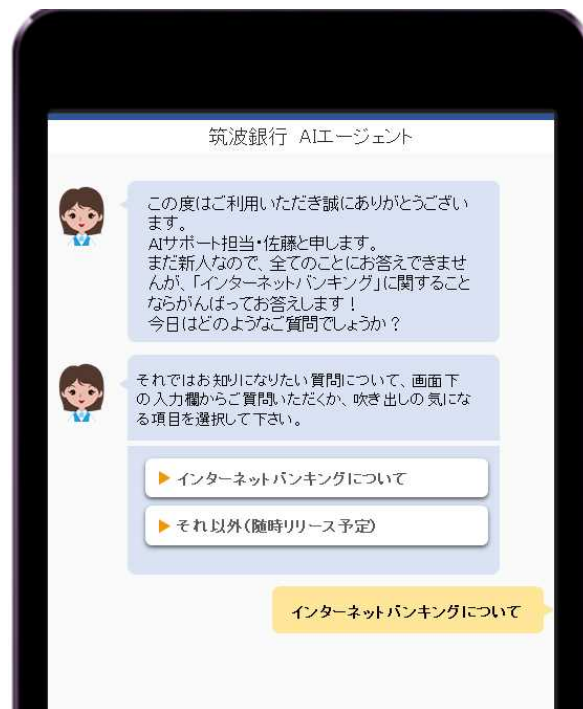 筑波銀行 AIエージェント
この度はご利用いただき誠にありがとうござい
ます。
AIサポート担当・佐藤と申します。
まだ新人なので、全てのことにお答えできませ
んが、「インターネットバンキング」に関すること
ならがんばってお答えします！
今日はどのようなご質問でしょうか？
それではお知りになりたい質問について、画面下
の入力欄からご質問いただくか、吹き出しの気にな
る項目を選択して下さい。
▶ インターネットバンキングについて
▶ それ以外(随時リリース予定)
インターネットバンキングについて